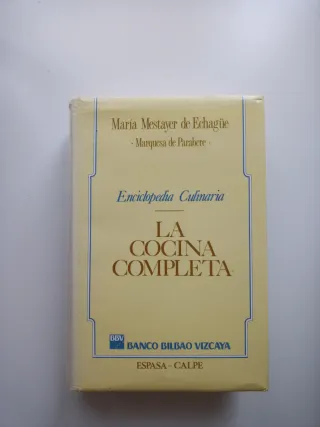 María Mestayer de Echagüe
- Marquesa de Parabere -
Enciclopedia Culinaria
LA
COCINA
COMPLETA
BBV BANCO BILBAO VIZCAYA
ESPASA - CALPE